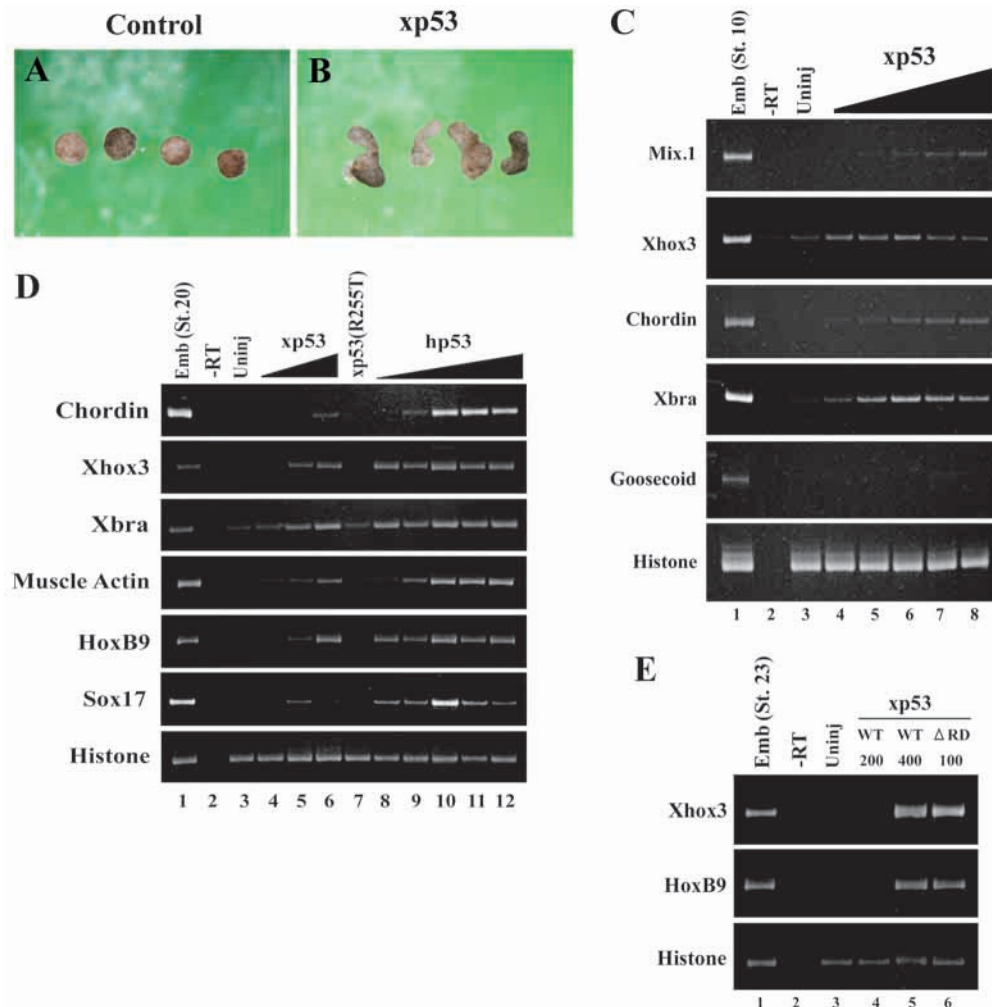 Control
xp53
A
B
C
Emb (St. 10)
-RT
Uninj
xp53
Mix.1
Xhox3
Chordin
Xbra
Goosecoid
Histone
1 2 3 4 5 6 7 8
D
Emb (St.20)
-RT
Uninj
xp53
xp53(R255T)
hp53
Chordin
Xhox3
Xbra
Muscle Actin
HoxB9
Sox17
Histone
1 2 3 4 5 6 7 8 9 10 11 12
E
Emb (St. 23)
-RT
Uninj
xp53
WT WT ΔRD
200 400 100
Xhox3
HoxB9
Histone
1 2 3 4 5 6